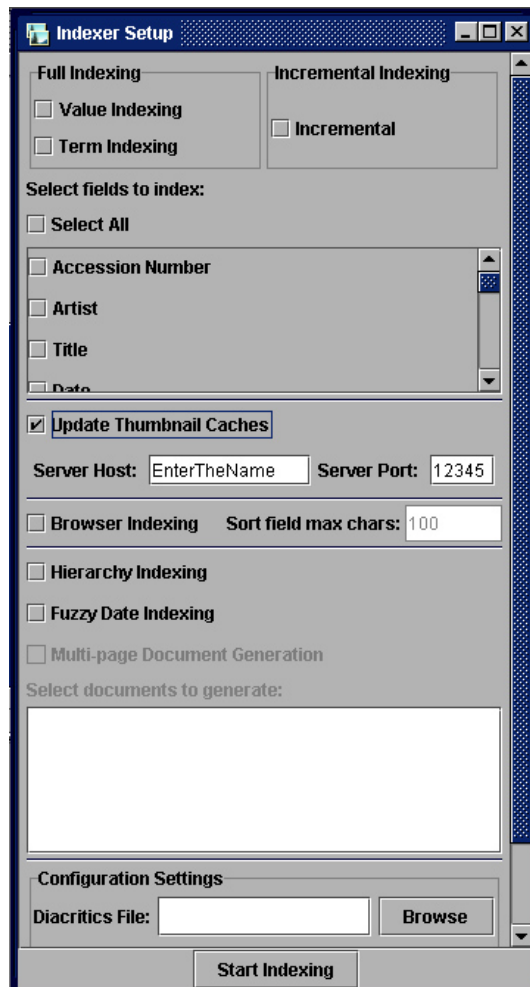 Indexer Setup
Full Indexing
Value Indexing
Term Indexing
Incremental Indexing
Incremental
Select fields to index:
Select All
Accession Number
Artist
Title
Date
Update Thumbnail Caches
Server Host: EnterTheName Server Port: 12345
Browser Indexing Sort field max chars: 100
Hierarchy Indexing
Fuzzy Date Indexing
Multi-page Document Generation
Select documents to generate:
Configuration Settings
Diacritics File: Browse
Start Indexing